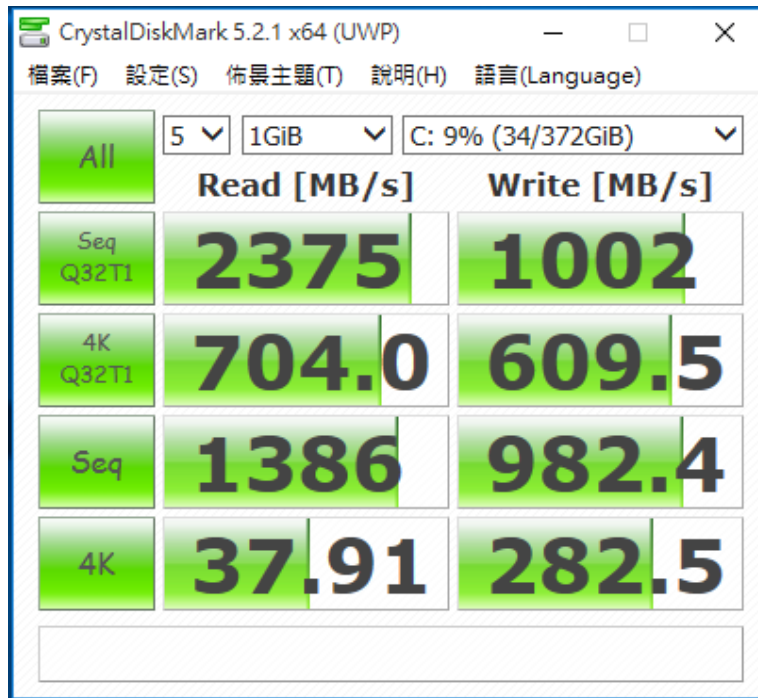 CrystalDiskMark 5.2.1 x64 (UWP)
檔案(F) 設定(S) 佈景主題(T) 說明(H) 語言(Language)
All 5 1GiB C: 9% (34/372GiB)
Read [MB/s] Write [MB/s]
Seq
Q32T1
2375 1002
4K
Q32T1
704.0 609.5
Seq 1386 982.4
4K 37.91 282.5